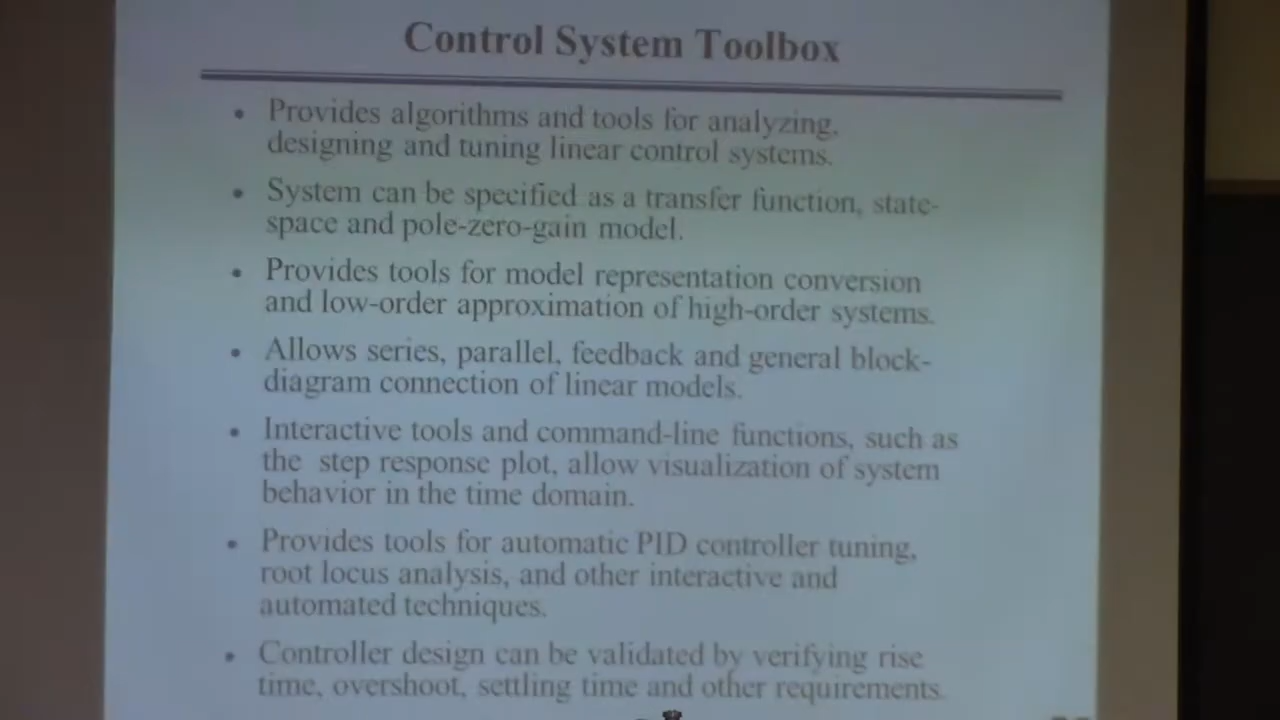 Control System Toolbox
• Provides algorithms and tools for analyzing,
designing and tuning linear control systems.
• System can be specified as a transfer function, state-
space and pole-zero-gain model.
• Provides tools for model representation conversion
and low-order approximation of high-order systems.
• Allows series, parallel, feedback and general block-
diagram connection of linear models.
• Interactive tools and command-line functions, such as
the step response plot, allow visualization of system
behavior in the time domain.
• Provides tools for automatic PID controller tuning,
root locus analysis, and other interactive and
automated techniques.
• Controller design can be validated by verifying rise
time, overshoot, settling time and other requirements.